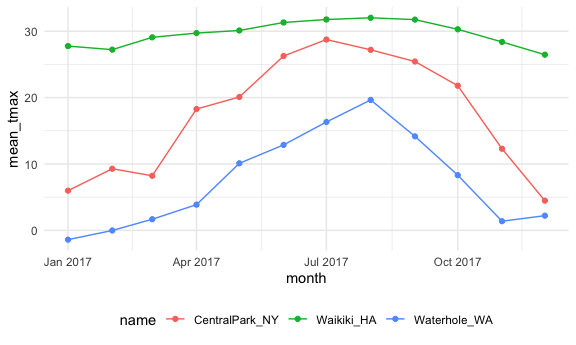 mean_tmax
30
20
10
0
Jan 2017 Apr 2017 Jul 2017 Oct 2017
month
name CentralPark_NY Waikiki_HA Waterhole_WA